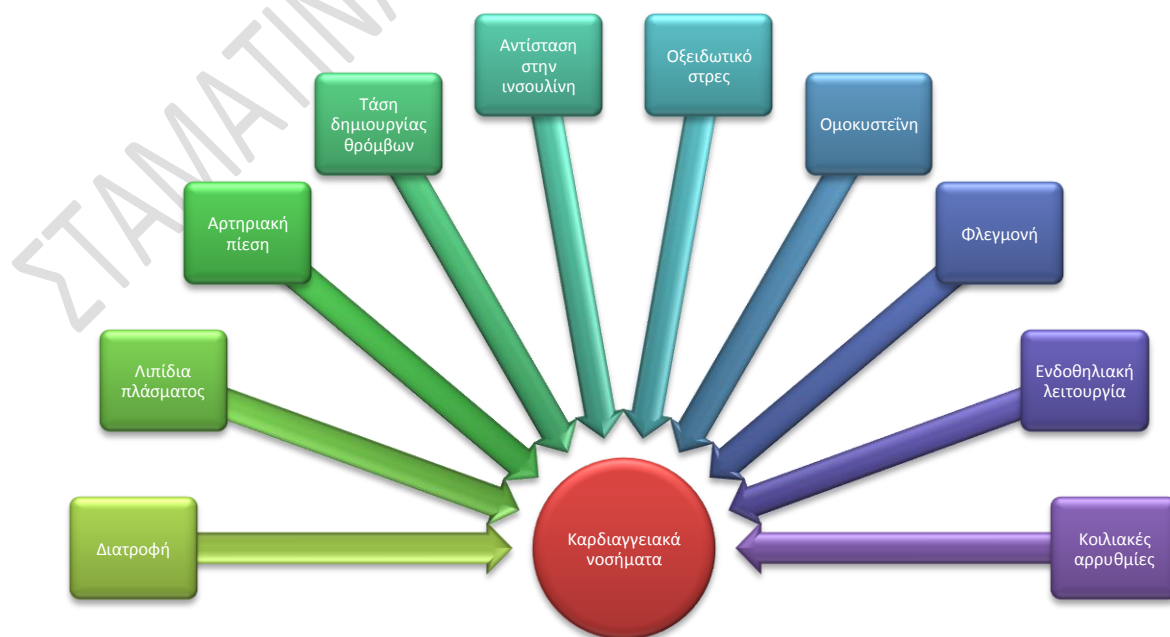 ΣΤΑΜΑΤΙΝΑ
Αντίσταση
στην
ινσουλίνη
Οξειδωτικό
στρες
Τάση
δημιουργίας
θρόμβων
Ομοκυστεΐνη
Αρτηριακή
πίεση
Φλεγμονή
Λιπίδια
πλάσματος
Ενδοθηλιακή
λειτουργία
Διατροφή
Καρδιαγγειακά
νοσήματα
Κοιλιακές
αρρυθμίες